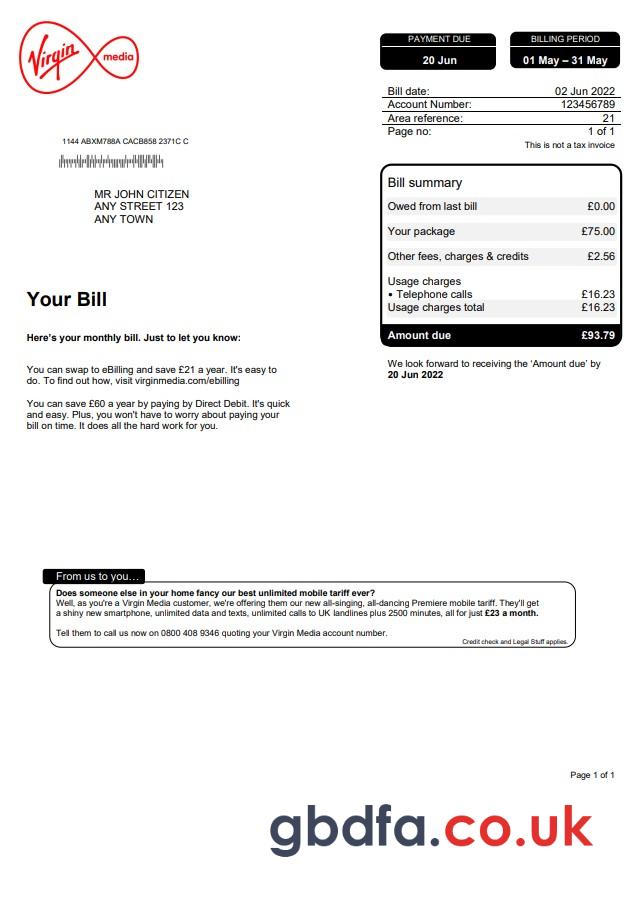 Virgin media
PAYMENT DUE
20 Jun
BILLING PERIOD
01 May – 31 May
Bill date: 02 Jun 2022
Account Number: 123456789
Area reference: 21
Page no: 1 of 1
This is not a tax invoice
1144 ABXM788A CACB858 2371C C
MR JOHN CITIZEN
ANY STREET 123
ANY TOWN
Bill summary
Owed from last bill £0.00
Your package £75.00
Other fees, charges & credits £2.56
Usage charges
• Telephone calls £16.23
Usage charges total £16.23
Amount due £93.79
We look forward to receiving the ‘Amount due’ by
20 Jun 2022
Your Bill
Here's your monthly bill. Just to let you know:
You can swap to eBilling and save £21 a year. It's easy to
do. To find out how, visit virginmedia.com/ebilling
You can save £60 a year by paying by Direct Debit. It's quick
and easy. Plus, you won't have to worry about paying your
bill on time. It does all the hard work for you.
From us to you…
Does someone else in your home fancy our best unlimited mobile tariff ever?
Well, as you're a Virgin Media customer, we're offering them our new all-singing, all-dancing Premiere mobile tariff. They'll get
a shiny new smartphone, unlimited data and texts, unlimited calls to UK landlines plus 2500 minutes, all for just £23 a month.
Tell them to call us now on 0800 408 9346 quoting your Virgin Media account number.
Credit check and Legal Stuff applies.
Page 1 of 1
gbdfa.co.uk